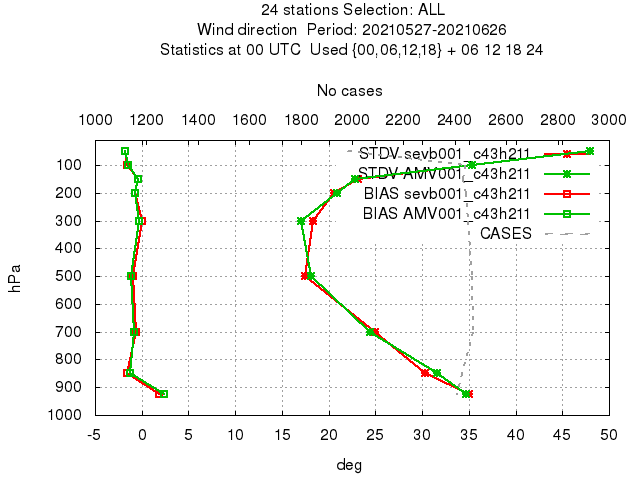 24 stations Selection: ALL
Wind direction  Period: 20210527-20210626
Statistics at 00 UTC  Used {00,06,12,18} + 06 12 18 24
No cases
1000 1200 1400 1600 1800 2000 2200 2400 2600 2800 3000
STDV sevb001_c43h211
STDV AMV001_c43h211
BIAS sevb001_c43h211
BIAS AMV001_c43h211
CASES
100
200
300
400
500
600
700
800
900
1000
hPa
-5 0 5 10 15 20 25 30 35 40 45 50
deg